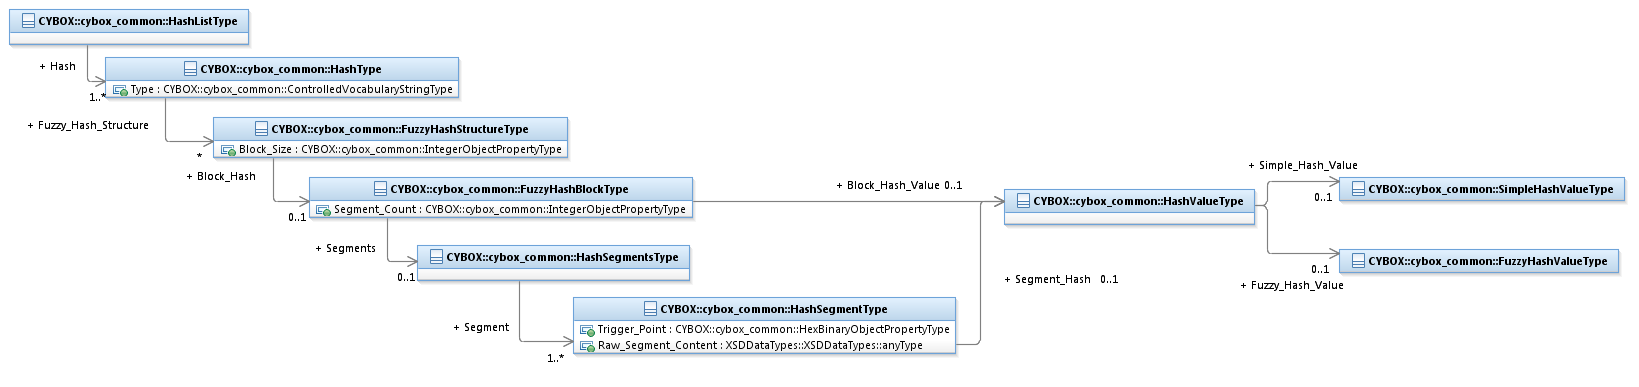 CYBOX::cybox_common::HashListType
+ Hash
1..*
CYBOX::cybox_common::HashType
Type : CYBOX::cybox_common::ControlledVocabularyStringType
+ Fuzzy_Hash_Structure
*
CYBOX::cybox_common::FuzzyHashStructureType
Block_Size : CYBOX::cybox_common::IntegerObjectPropertyType
+ Block_Hash
0..1
CYBOX::cybox_common::FuzzyHashBlockType
Segment_Count : CYBOX::cybox_common::IntegerObjectPropertyType
+ Block_Hash_Value 0..1
CYBOX::cybox_common::HashValueType
+ Simple_Hash_Value
0..1
CYBOX::cybox_common::SimpleHashValueType
+ Segments
0..1
CYBOX::cybox_common::HashSegmentsType
CYBOX::cybox_common::FuzzyHashValueType
0..1
+ Fuzzy_Hash_Value
+ Segment_Hash 0..1
+ Segment
1..*
CYBOX::cybox_common::HashSegmentType
Trigger_Point : CYBOX::cybox_common::HexBinaryObjectPropertyType
Raw_Segment_Content : XSDDataTypes::XSDDataTypes::anyType